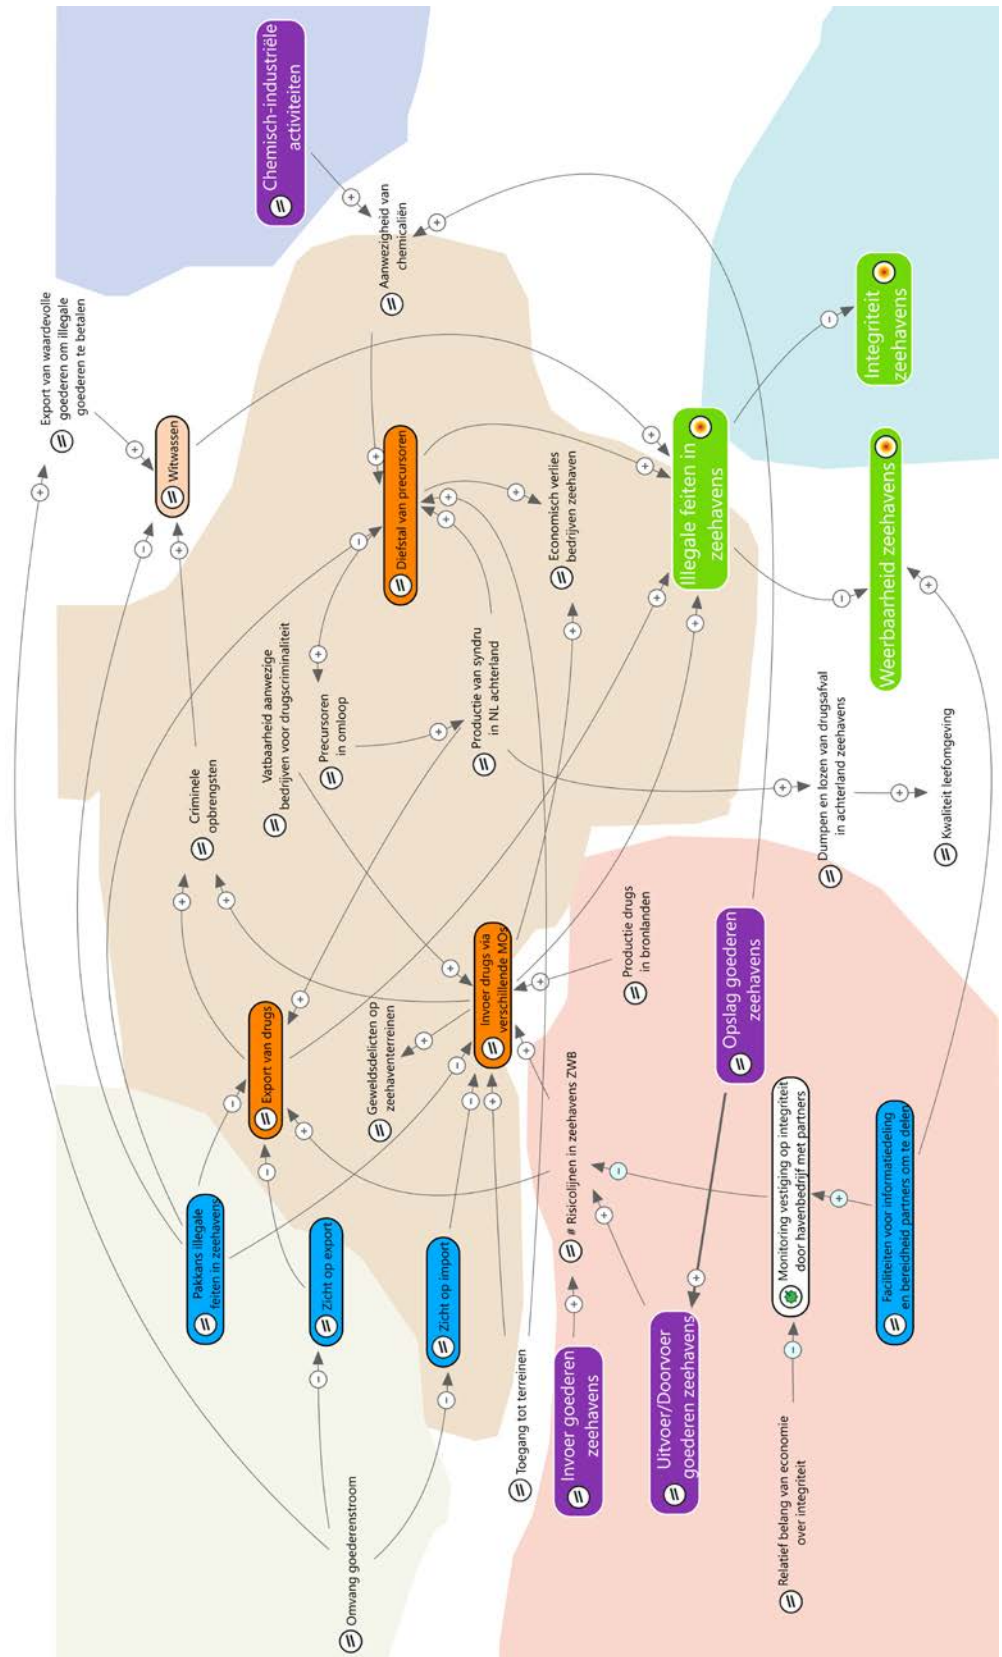 Chemisch-industriële
activiteiten
Export van waardevolle
goederen om illegale
goederen te betalen
Aanwezigheid van
chemicaliën
Witwassen
Diefstal van precursoren
Economisch verlies
bedrijven zeehaven
Illegale feiten in
zeehavens
Integriteit
zeehavens
Weerbaarheid zeehavens
Criminele
opbrengsten
Vatbaarheid aanwezige
bedrijven voor drugscriminaliteit
Precursoren
in omloop
Productie van syndru
in NL achterland
Dumpen en lozen van drugsafval
in achterland zeehavens
Kwaliteit leefomgeving
Export van drugs
Geweldsdelicten op
zeehaventerreinen
Invoer drugs via
verschillende MOs
Productie drugs
in bronlanden
Opslag goederen
zeehavens
Pakkans illegale
feiten in zeehavens
Zicht op export
Zicht op import
# Risicolijnen in zeehavens ZWB
Monitoring vestiging op integriteit
door havenbedrijf met partners
Faciliteiten voor informatiedeling
en bereidheid partners om te delen
Omvang goederenstroom
Toegang tot terreinen
Invoer goederen
zeehavens
Uitvoer/Doorvoer
goederen zeehavens
Relatief belang van economie
over integriteit